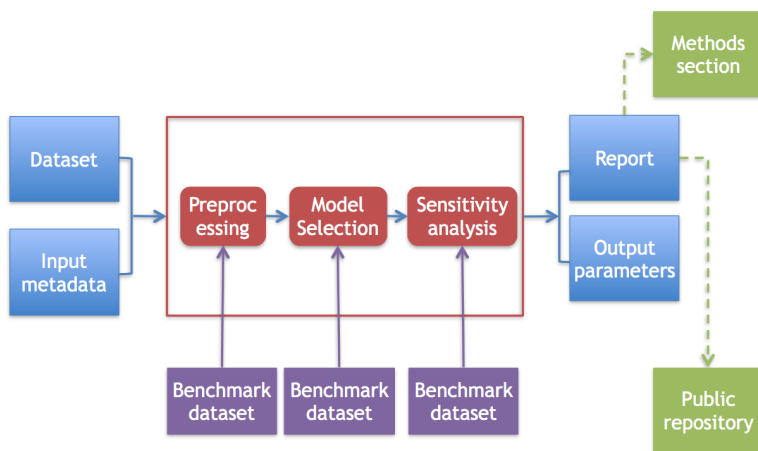 Methods
section
Dataset
Report
Preproc
essing
Model
Selection
Sensitivity
analysis
Input
metadata
Output
parameters
Benchmark
dataset
Benchmark
dataset
Benchmark
dataset
Public
repository